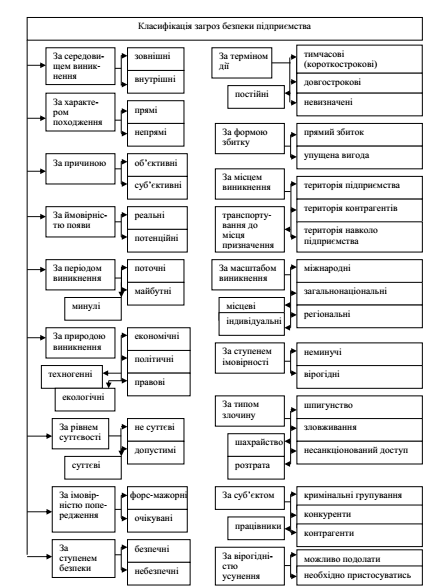 Класифікація загроз безпеки підприємства
За середови-
щем виник-
нення
зовнішні
внутрішні
За характе-
ром
походження
прямі
непрямі
За причиною
об’єктивні
суб’єктивні
За ймовірніс-
тю появи
реальні
потенційні
За періодом
виникнення
поточні
майбутні
минулі
За природою
виникнення
економічні
політичні
правові
техногенні
екологічні
За рівнем
суттєвості
не суттєві
допустимі
суттєві
За імовір-
ністю попе-
редження
форс-мажорні
очікувані
За
ступенем
безпеки
безпечні
небезпечні
За терміном
дії
тимчасові
(короткострокові)
довгострокові
невизначені
постійні
За формою
збитку
прямий збиток
упущена вигода
За місцем
виникнення
територія підприємства
територія контрагентів
територія навколо
підприємства
транспорту-
вання до
місця
призначення
За масштабом
виникнення
міжнародні
загальнонаціональні
регіональні
місцеві
індивідуальні
За ступенем
імовірності
неминучі
вірогідні
За типом
злочину
шпигунство
зловживання
несанкціонований доступ
шахрайство
розтрата
За суб’єктом
кримінальні групування
конкуренти
контрагенти
працівники
За вірогідні-
стю
усунення
можливо подолати
необхідно пристосуватись